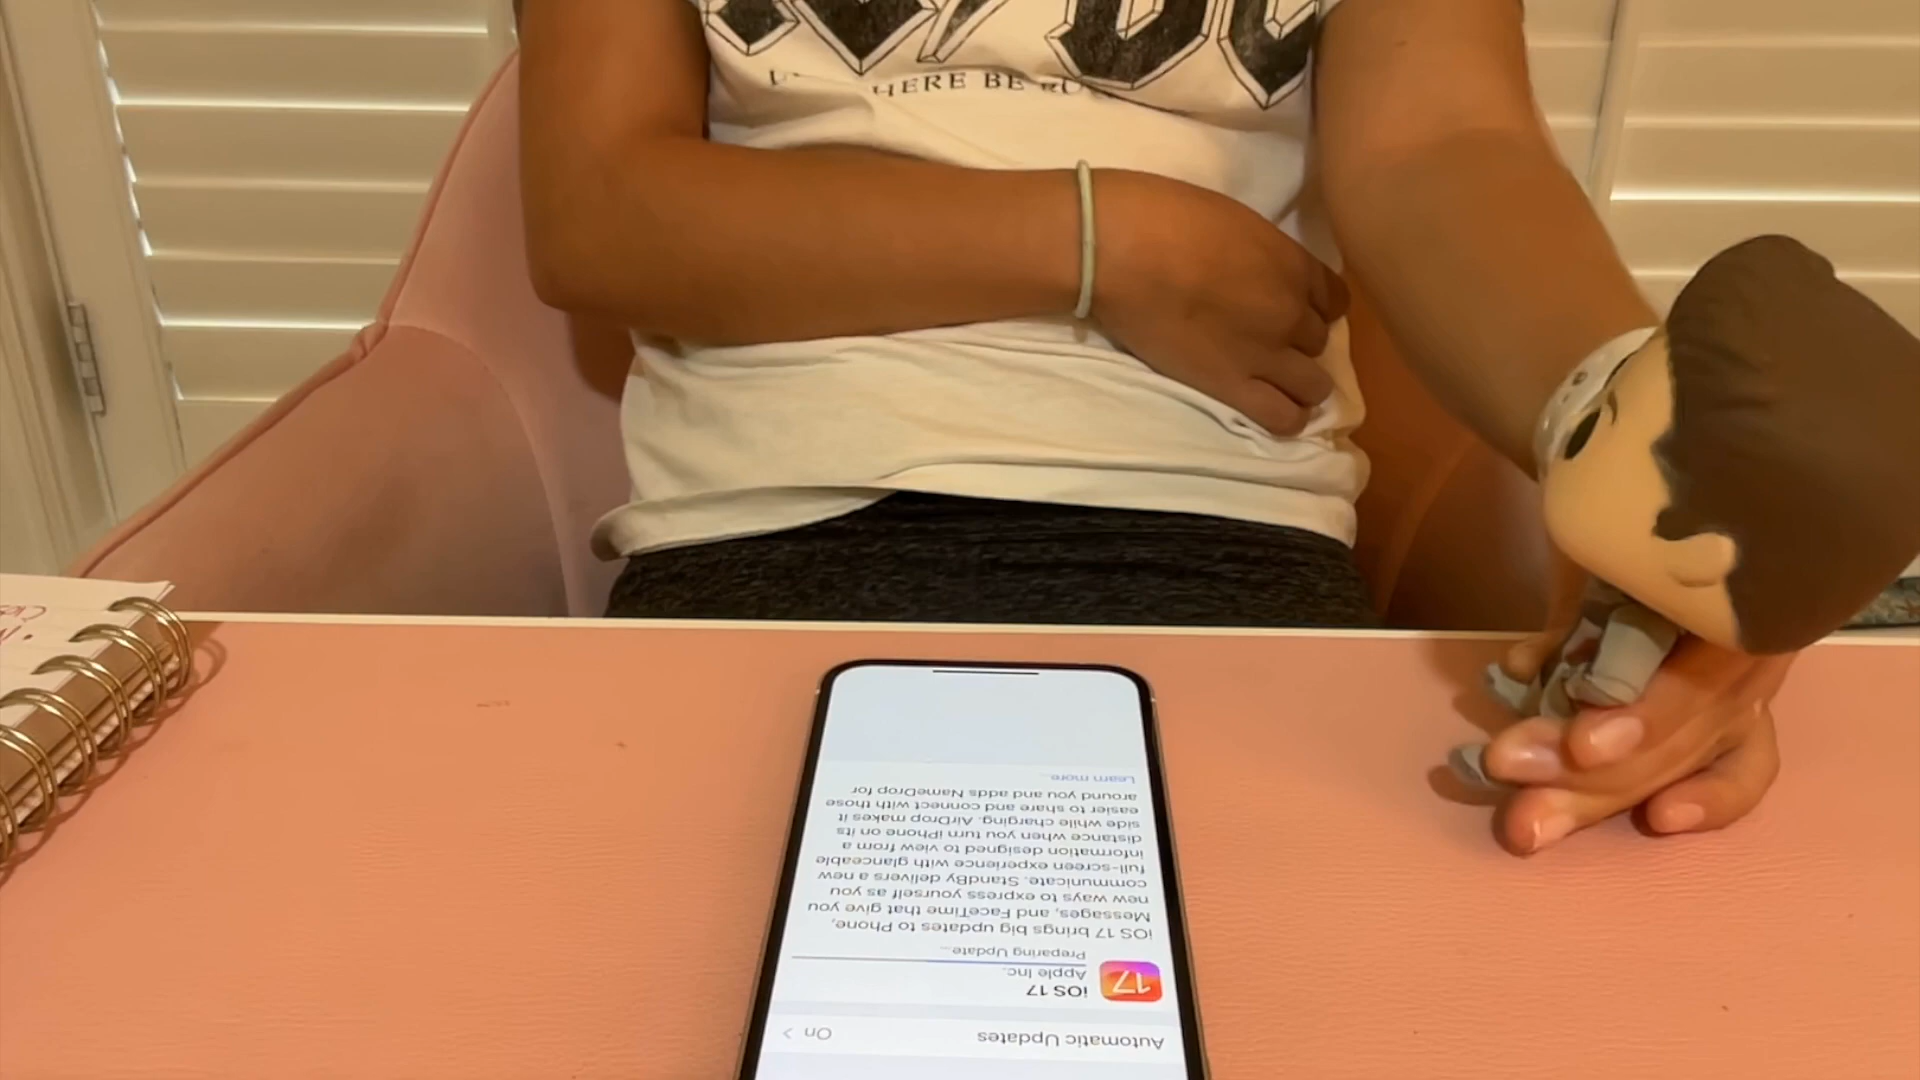 HERE BE
Automatic Updates On >
iOS 17
Apple Inc.
Preparing Update...
17
iOS 17 brings big updates to Phone,
Messages, and FaceTime that give you
new ways to express yourself as you
communicate. StandBy delivers a new
full-screen experience with glanceable
information designed to view from a
distance when you turn iPhone on its
side while charging. AirDrop makes it
easier to share and connect with those
around you and adds NameDrop for
Learn more...